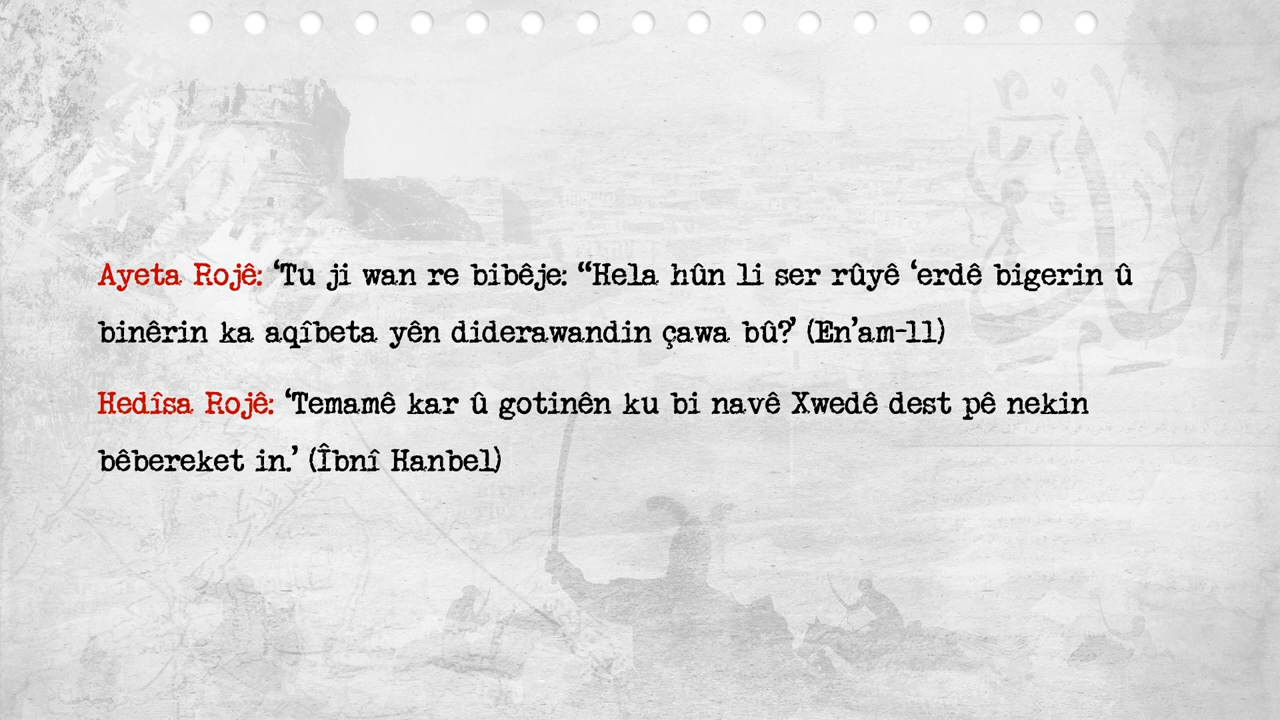 Ayeta Rojê: ‘Tu ji wan re bibêje: “Hela hûn li ser rûyê ‘erdê bigerin û
binêrin ka aqîbeta yên diderawandin çawa bû?’ (En’am-11)
Hedîsa Rojê: ‘Temamê kar û gotinên ku bi navê Xwedê dest pê nekin
bêbereket in.’ (Îbnî Hanbel)